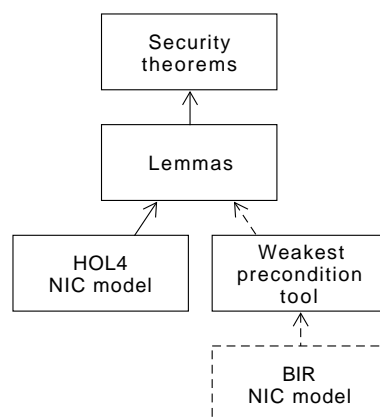 Security
theorems
Lemmas
HOL4
NIC model
Weakest
precondition
tool
BIR
NIC model